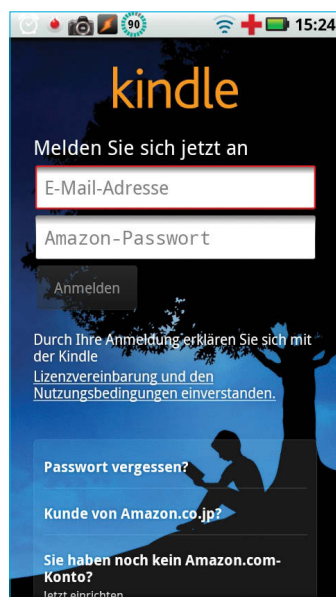 90
15:24
kindle
Melden Sie sich jetzt an
E-Mail-Adresse
Amazon-Passwort
Anmelden
Durch Ihre Anmeldung erklären Sie sich mit
der Kindle
Lizenzvereinbarung und den
Nutzungsbedingungen einverstanden.
Passwort vergessen?
Kunde von Amazon.co.jp?
Sie haben noch kein Amazon.com-
Konto?
Jetzt einrichten